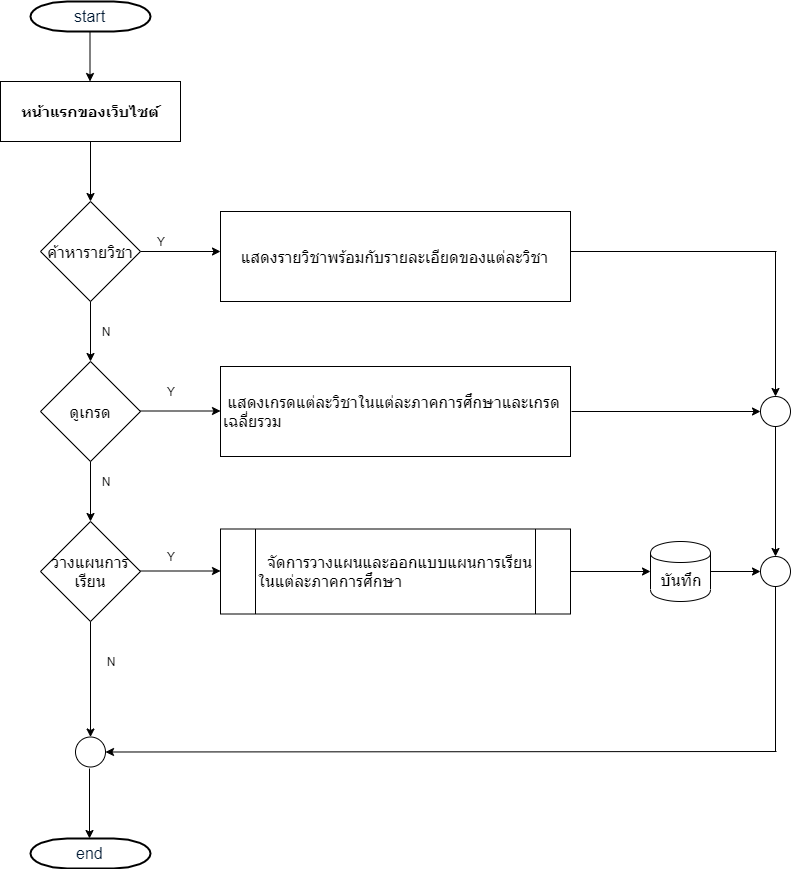 start
หน้าแรกของเว็บไซต์
ค้าหารายวิชา
Y
แสดงรายวิชาพร้อมกับรายละเอียดของแต่ละวิชา
N
ดูเกรด
Y
แสดงเกรดแต่ละวิชาในแต่ละภาคการศึกษาและเกรด
เฉลี่ยรวม
N
วางแผนการ
เรียน
Y
จัดการวางแผนและออกแบบแผนการเรียน
ในแต่ละภาคการศึกษา
บันทึก
N
end